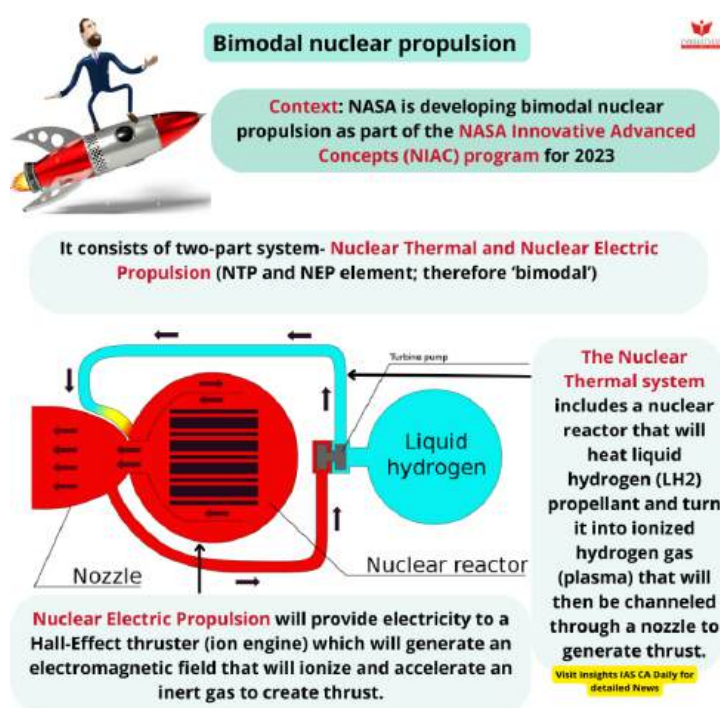 Bimodal nuclear propulsion
Context: NASA is developing bimodal nuclear
propulsion as part of the NASA Innovative Advanced
Concepts (NIAC) program for 2023
It consists of two-part system- Nuclear Thermal and Nuclear Electric
Propulsion (NTP and NEP element; therefore ‘bimodal’)
Turbine pump
Liquid
hydrogen
Nuclear reactor
Nozzle
The Nuclear
Thermal system
includes a nuclear
reactor that will
heat liquid
hydrogen (LH2)
propellant and turn
it into ionized
hydrogen gas
(plasma) that will
then be channeled
through a nozzle to
generate thrust.
Nuclear Electric Propulsion will provide electricity to a
Hall-Effect thruster (ion engine) which will generate an
electromagnetic field that will ionize and accelerate an
inert gas to create thrust.
Visit insights IAS CA Daily for
detailed News